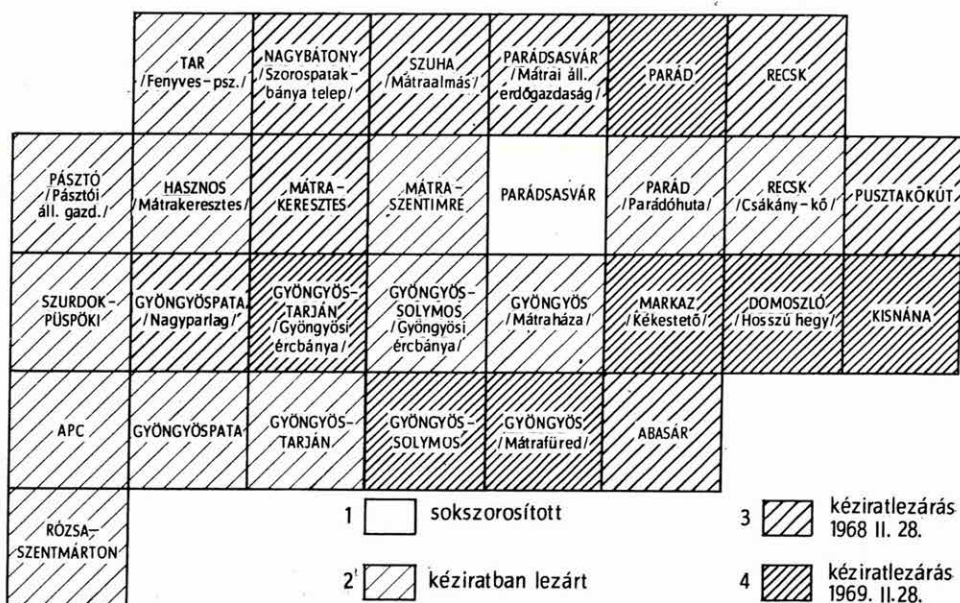 TAR
/Fenyves-psz./
NAGYBÁTONY
/Szorospatak-
bánya telep/
SZUHA
/Mátraalmás/
PARÁDSASVÁR
/Mátrai áll.
erdőgazdaság/
PARÁD
RECSK
PÁSZTÓ
/Pásztói
áll. gazd./
HASZNOS
/Mátrakeresztes/
MÁTRA-
KERESZTES
MÁTRA-
SZENTIMRE
PARÁDSASVÁR
PARÁD
/Parádóhuta/
RECSK
/Csákány-kő/
PUSZTAKŐKÚT
SZURDOK-
PÜSPÖKI
GYÖNGYÖSPATA
/Nagyparlag/
GYÖNGYÖS-
TARJÁN
/Gyöngyösi
ércbánya/
GYÖNGYÖS-
SOLYMOS
/Gyöngyösi
ércbánya/
GYÖNGYÖS
/Mátraháza/
MARKAZ
/Kékestető/
DOMOSZLÓ
/Hosszú hegy/
KISNÁNA
APC
GYÖNGYÖSPATA
GYÖNGYÖS-
TARJÁN
GYÖNGYÖS-
SOLYMOS
GYÖNGYÖS
/Mátrafüred/
ABASÁR
RÓZSA-
SZENTMÁRTON
1 sokszorosított
2 kéziratban lezárt
3 kéziratlezárás
1968 II. 28.
4 kéziratlezárás
1969. II. 28.